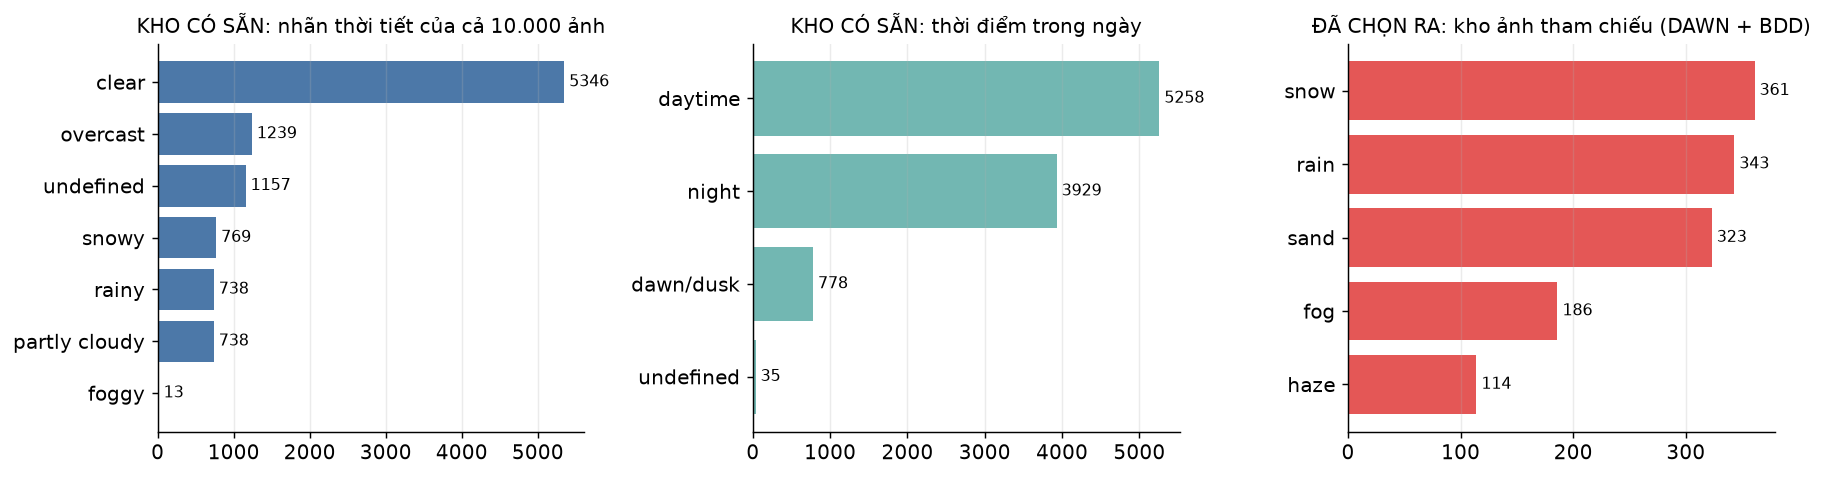 KHO CÓ SẴN: nhãn thời tiết của cả 10.000 ảnh
clear 5346
overcast 1239
undefined 1157
snowy 769
rainy 738
partly cloudy 738
foggy 13
0 1000 2000 3000 4000 5000
KHO CÓ SẴN: thời điểm trong ngày
daytime 5258
night 3929
dawn/dusk 778
undefined 35
0 1000 2000 3000 4000 5000
ĐÃ CHỌN RA: kho ảnh tham chiếu (DAWN + BDD)
snow 361
rain 343
sand 323
fog 186
haze 114
0 100 200 300